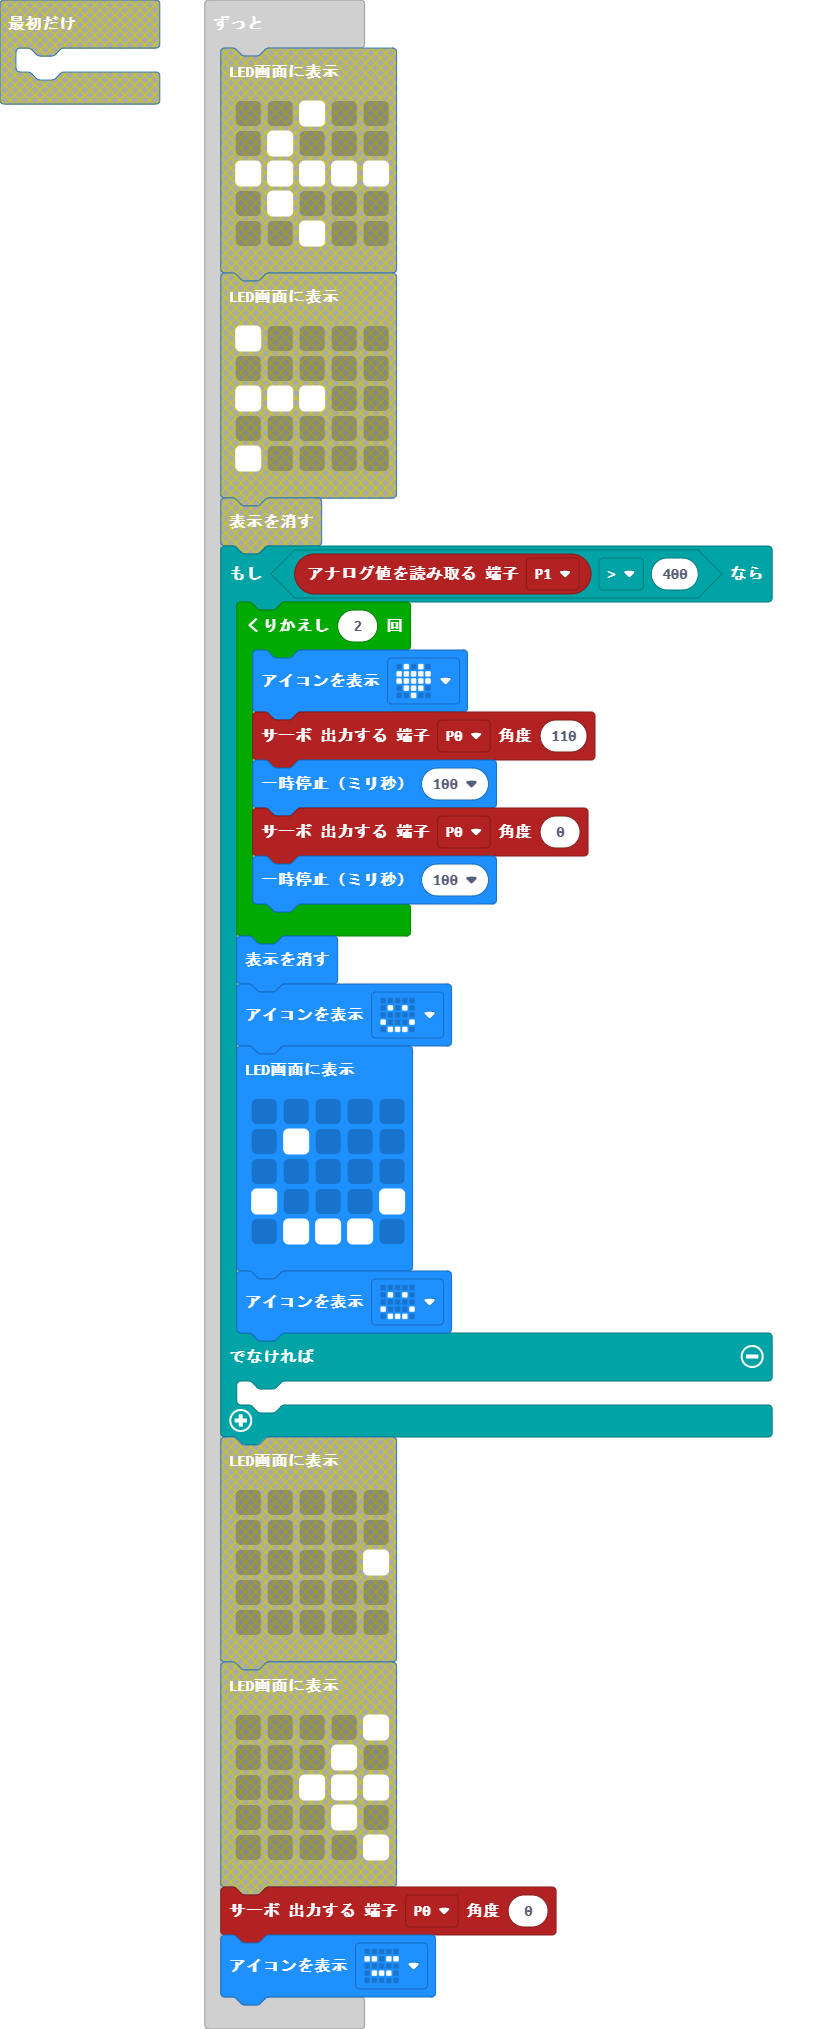 最初だけ
ずっと
LED画面に表示
LED画面に表示
表示を消す
もし アナログ値を読み取る 端子 P1 > 400 なら
くりかえし 2 回
アイコンを表示
サーボ 出力する 端子 P0 角度 110
一時停止（ミリ秒） 100
サーボ 出力する 端子 P0 角度 0
一時停止（ミリ秒） 100
表示を消す
アイコンを表示
LED画面に表示
アイコンを表示
でなければ
LED画面に表示
LED画面に表示
サーボ 出力する 端子 P0 角度 0
アイコンを表示